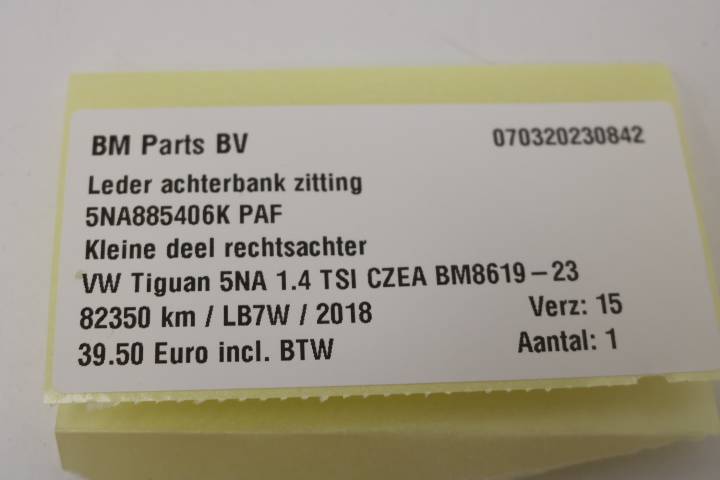 BM Parts BV 070320230842
Leder achterbank zitting
5NA885406K PAF
Kleine deel rechtsachter
VW Tiguan 5NA 1.4 TSI CZEA BM8619-23
82350 km / LB7W / 2018 Verz: 15
39.50 Euro incl. BTW Aantal: 1